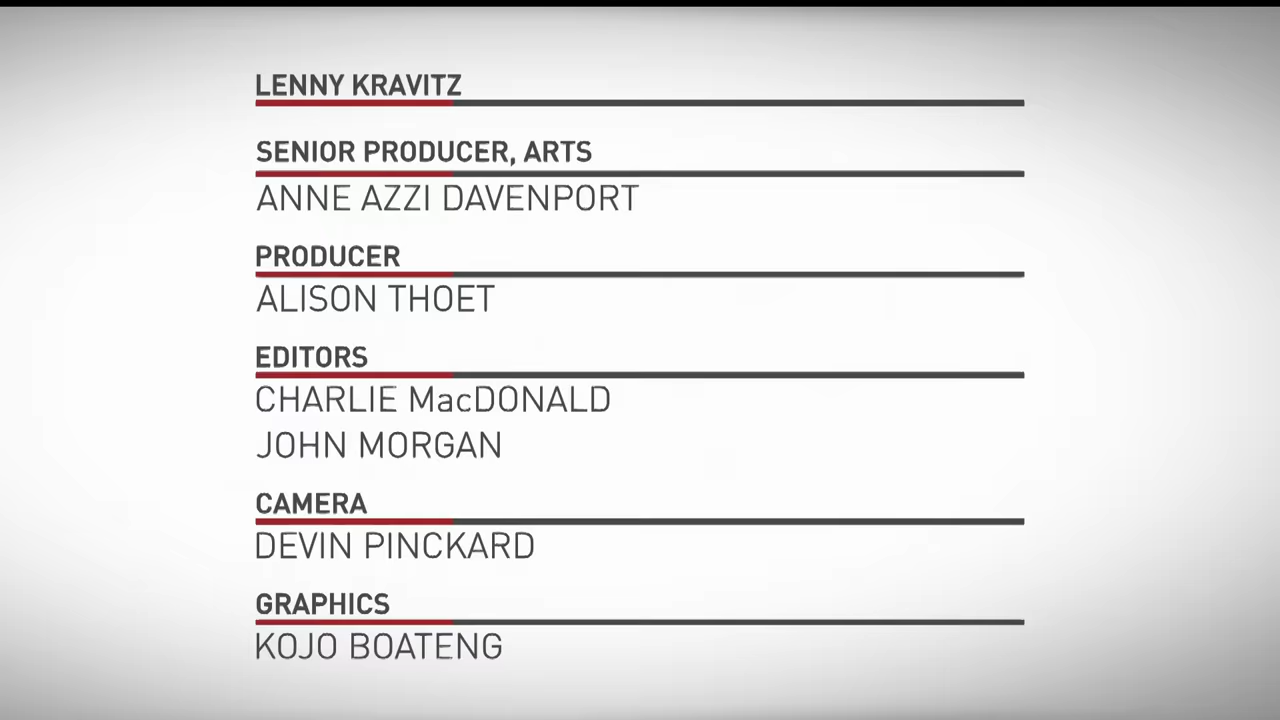 LENNY KRAVITZ
SENIOR PRODUCER, ARTS
ANNE AZZI DAVENPORT
PRODUCER
ALISON THOET
EDITORS
CHARLIE MacDONALD
JOHN MORGAN
CAMERA
DEVIN PINCKARD
GRAPHICS
KOJO BOATENG